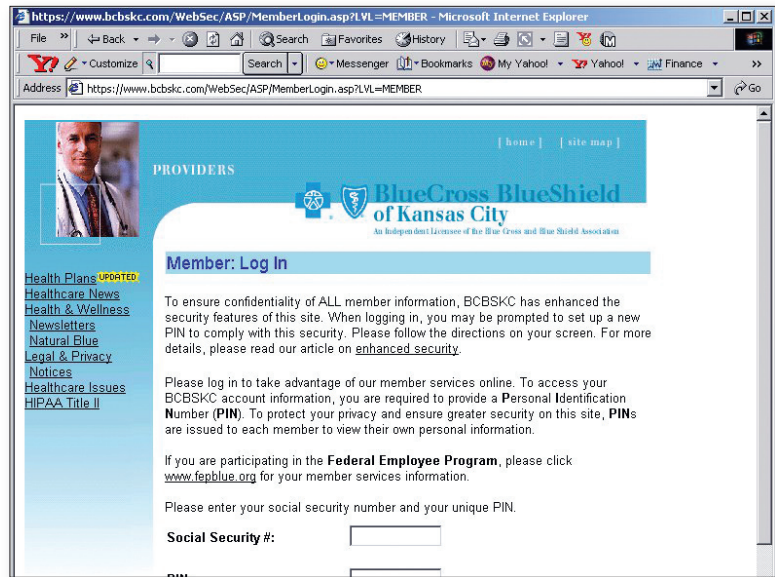 https://www.bcbskc.com/WebSec/ASP/MemberLogin.asp?LVL=MEMBER - Microsoft Internet Explorer
File » Back Search Favorites History
Y! Customize Search Messenger Bookmarks My Yahoo! Yahoo! Finance »
Address https://www.bcbskc.com/WebSec/ASP/MemberLogin.asp?LVL=MEMBER Go
[ home ] [ site map ]
PROVIDERS
BlueCross BlueShield
of Kansas City
An Independent Licensee of the Blue Cross and Blue Shield Association
Health Plans UPDATED
Healthcare News
Health & Wellness
Newsletters
Natural Blue
Legal & Privacy
Notices
Healthcare Issues
HIPAA Title II
Member: Log In
To ensure confidentiality of ALL member information, BCBSKC has enhanced the
security features of this site. When logging in, you may be prompted to set up a new
PIN to comply with this security. Please follow the directions on your screen. For more
details, please read our article on enhanced security.
Please log in to take advantage of our member services online. To access your
BCBSKC account information, you are required to provide a Personal Identification
Number (PIN). To protect your privacy and ensure greater security on this site, PINs
are issued to each member to view their own personal information.
If you are participating in the Federal Employee Program, please click
www.fepblue.org for your member services information.
Please enter your social security number and your unique PIN.
Social Security #: